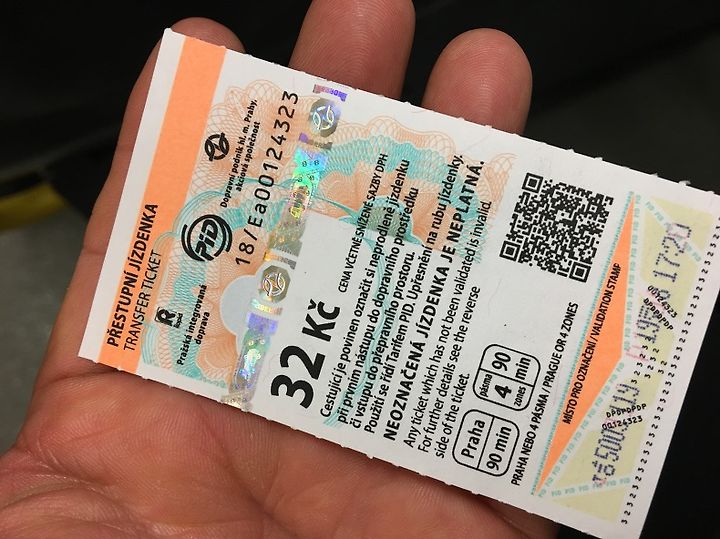 PŘESTUPNÍ JÍZDENKA
TRANSFER TICKET
R
Pražská integrovaná
doprava
PID
Dopravní podnik hl. m. Prahy,
akciová společnost
18/Ea00124323
32 Kč
CENA VČETNĚ SNÍŽENÉ SAZBY DPH
Cestující je povinen označit si neprodleně jízdenku
při prvním nástupu do dopravního prostředku
či vstupu do přepravního prostoru.
Použití se řídí Tarifem PID. Upřesnění na rubu jízdenky.
NEOZNAČENÁ JÍZDENKA JE NEPLATNÁ.
Any ticket which has not been validated is invalid.
For further details see the reverse
side of the ticket.
Praha
90 min
pásma 90
4 min
zones
PRAHA NEBO 4 PÁSMA / PRAGUE OR 4 ZONES
MÍSTO PRO OZNAČENÍ / VALIDATION STAMP
DPDPDPDP
00124323
17:20
DPDPDPDP
00124323